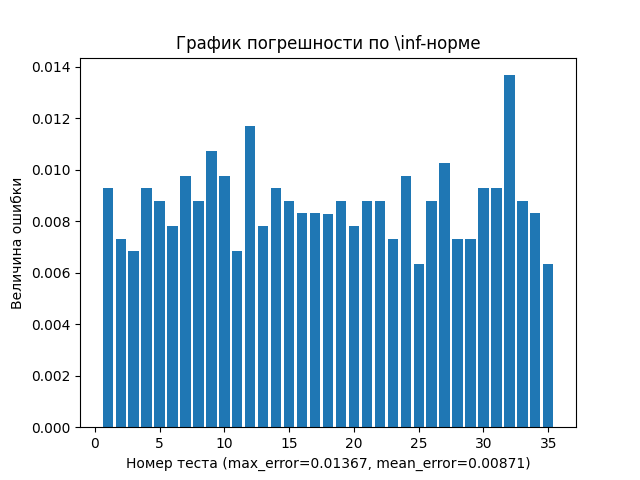 График погрешности по \inf-норме
0.014
0.012
0.010
0.008
0.006
0.004
0.002
0.000
Величина ошибки
0 5 10 15 20 25 30 35
Номер теста (max_error=0.01367, mean_error=0.00871)